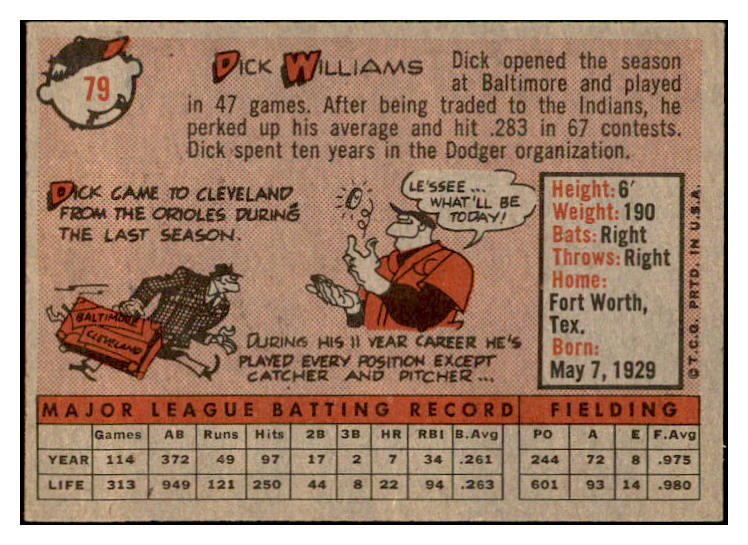 79
DICK WILLIAMS
Dick opened the season
at Baltimore and played
in 47 games. After being traded to the Indians, he
perked up his average and hit .283 in 67 contests.
Dick spent ten years in the Dodger organization.
DICK CAME TO CLEVELAND
FROM THE ORIOLES DURING
THE LAST SEASON.
BALTIMORE
CLEVELAND
LE'SSEE...
WHAT'LL BE
TODAY!
DURING HIS 11 YEAR CAREER HE'S
PLAYED EVERY POSITION EXCEPT
CATCHER AND PITCHER...
Height: 6'
Weight: 190
Bats: Right
Throws: Right
Home:
Fort Worth,
Tex.
Born:
May 7, 1929
© T.C.G. PRTD. IN U.S.A.
MAJOR LEAGUE BATTING RECORD FIELDING
Games AB Runs Hits 2B 3B HR RBI B.Avg PO A E F.Avg
YEAR 114 372 49 97 17 2 7 34 .261 244 72 8 .975
LIFE 313 949 121 250 44 8 22 94 .263 601 93 14 .980